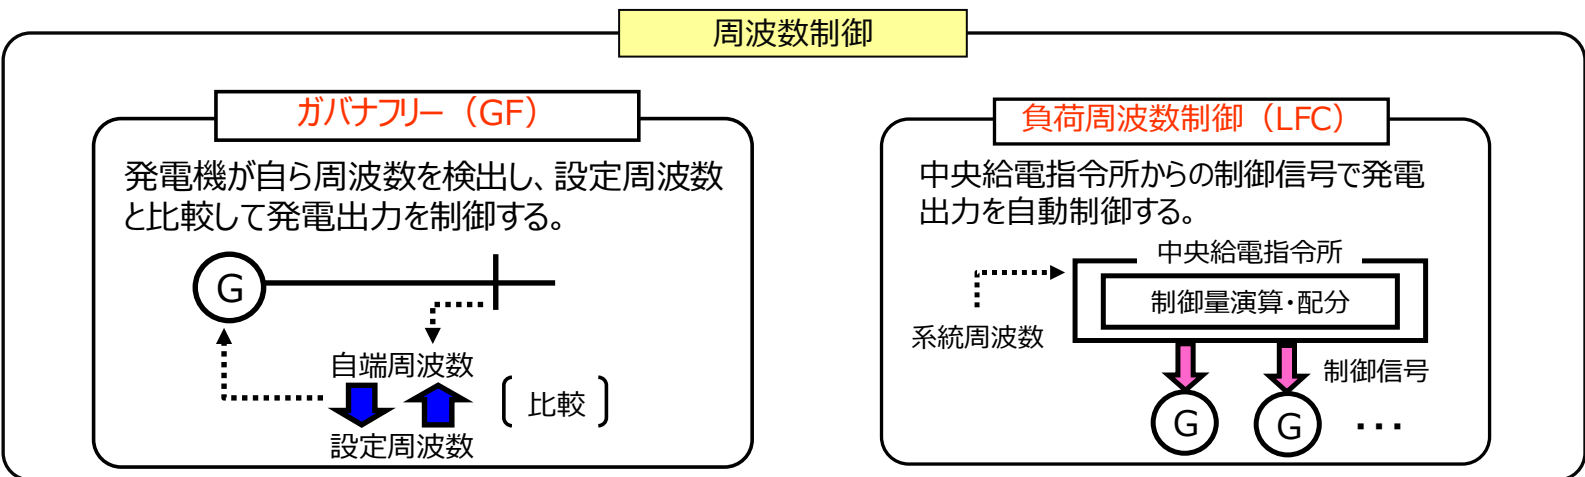 周波数制御
ガバナフリー（GF）
発電機が自ら周波数を検出し、設定周波数
と比較して発電出力を制御する。
G
自端周波数
比較
設定周波数
負荷周波数制御（LFC）
中央給電指令所からの制御信号で発電
出力を自動制御する。
中央給電指令所
制御量演算・配分
系統周波数
制御信号
G
G
・・・